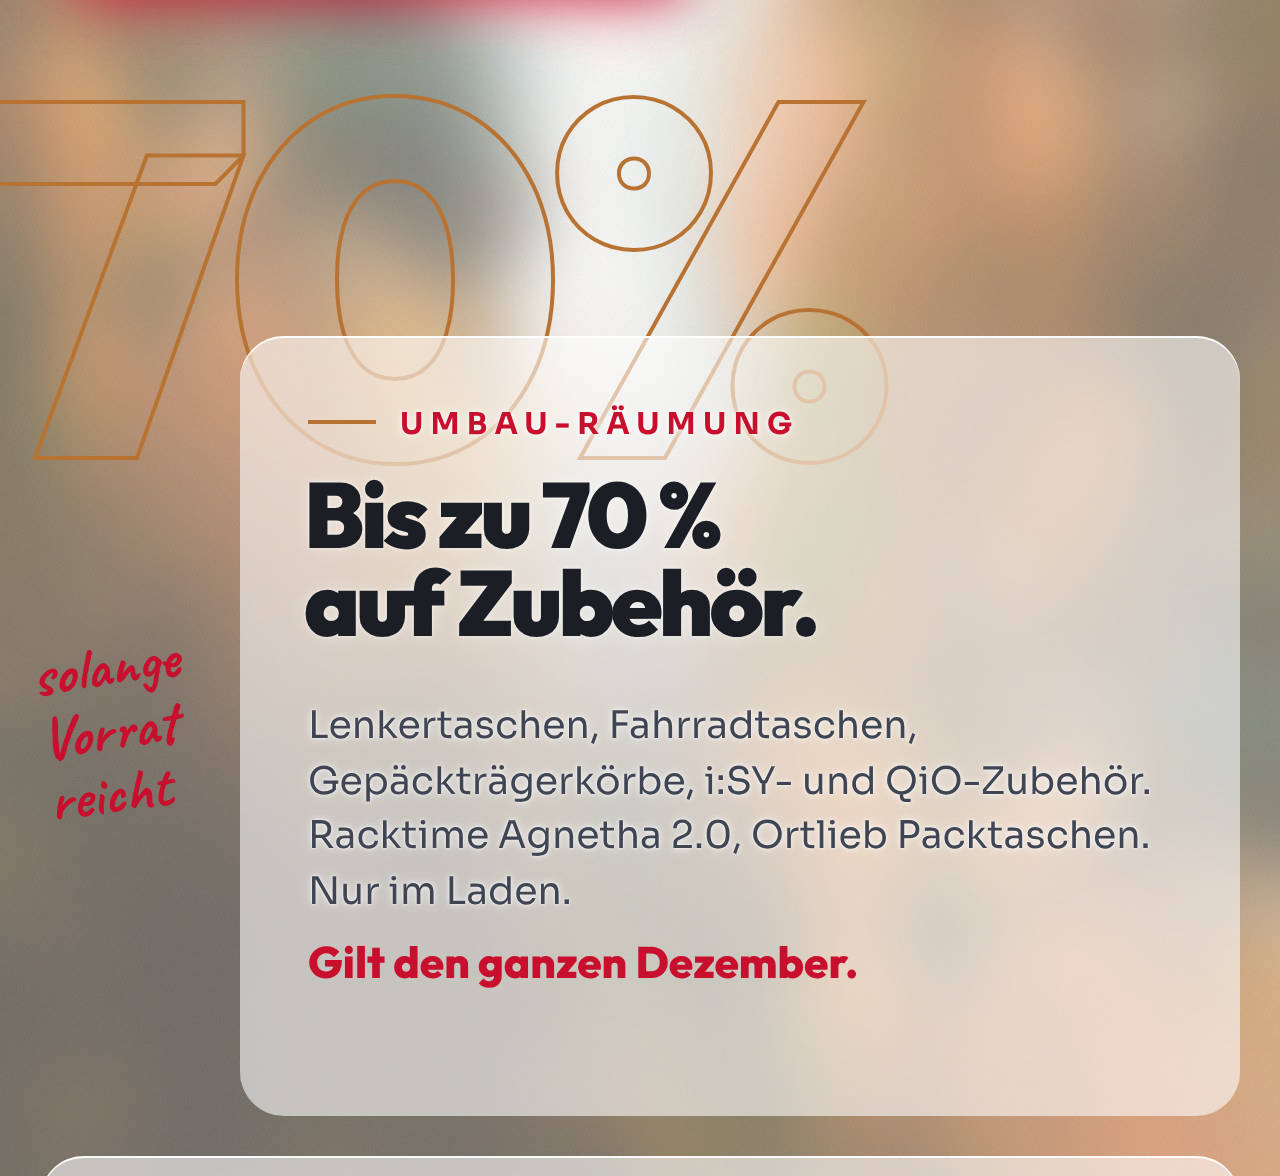 70%
UMBAU-RÄUMUNG
Bis zu 70 %
auf Zubehör.
solange
Vorrat
reicht
Lenkertaschen, Fahrradtaschen,
Gepäckträgerkörbe, i:SY- und QiO-Zubehör.
Racktime Agnetha 2.0, Ortlieb Packtaschen.
Nur im Laden.
Gilt den ganzen Dezember.